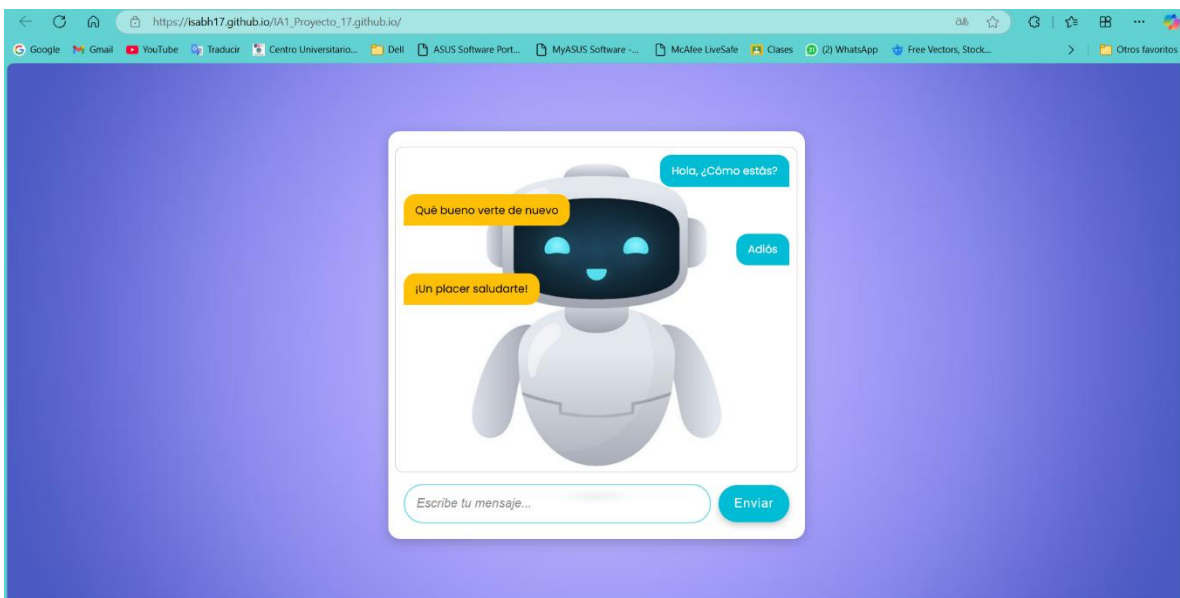 https://isabh17.github.io/IA1_Proyecto_17.github.io/
Google Gmail YouTube Traducir Centro Universitario... Dell ASUS Software Port... MyASUS Software -... McAfee LiveSafe Clases (2) WhatsApp Free Vectors, Stock... Otros favoritos
Hola, ¿Cómo estás?
Qué bueno verte de nuevo
Adiós
¡Un placer saludarte!
Escribe tu mensaje...
Enviar